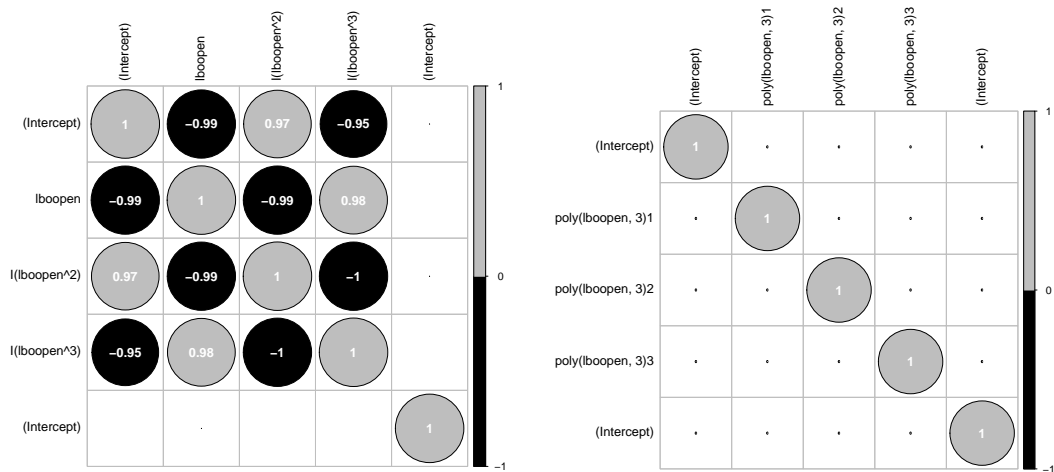 (Intercept)
lboopen
I(lboopen^2)
I(lboopen^3)
(Intercept)
(Intercept) 1 −0.99 0.97 −0.95
lboopen −0.99 1 −0.99 0.98
I(lboopen^2) 0.97 −0.99 1 −1
I(lboopen^3) −0.95 0.98 −1 1
(Intercept) 1
1
0
−1
(Intercept)
poly(lboopen, 3)1
poly(lboopen, 3)2
poly(lboopen, 3)3
(Intercept)
(Intercept) 1
poly(lboopen, 3)1 1
poly(lboopen, 3)2 1
poly(lboopen, 3)3 1
(Intercept) 1
1
0
−1